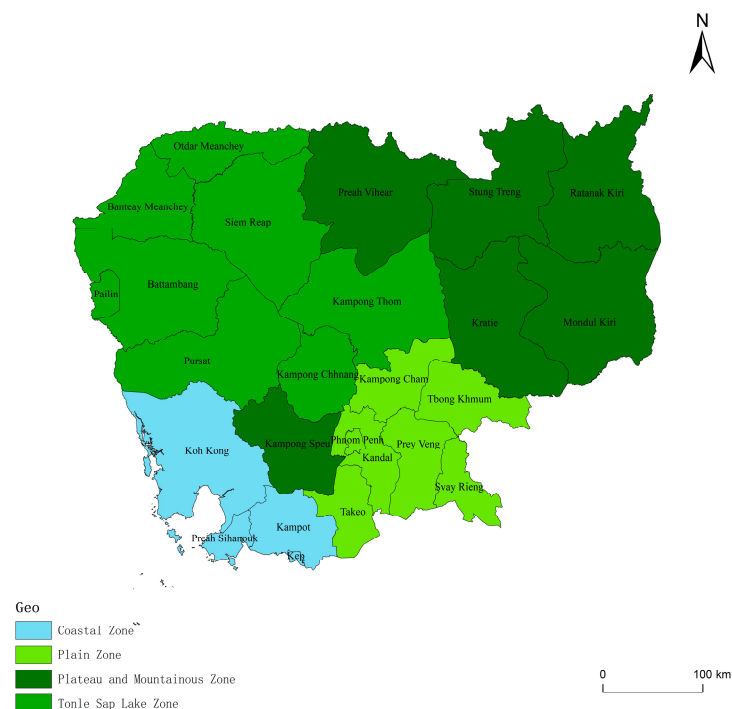 N
Otdar Meanchey
Preah Vihear
Stung Treng
Ratanak Kiri
Banteay Meanchey
Siem Reap
Battambang
Pailin
Kampong Thom
Kratie
Mondul Kiri
Pursat
Kampong Chhnang
Kampong Cham
Tbong Khmum
Koh Kong
Kampong Speu
Phnom Penh
Prey Veng
Kandal
Svay Rieng
Takeo
Kampot
Preah Sihanouk
Kep
Geo
Coastal Zone
Plain Zone
Plateau and Mountainous Zone
Tonle Sap Lake Zone
0 100 km